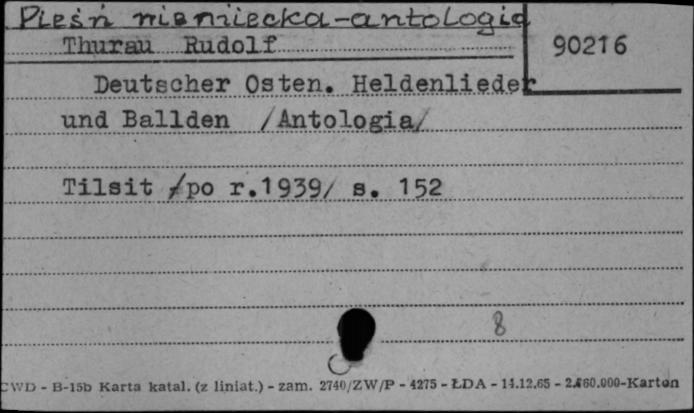 Pieśń niemiecka-antologia
Thurau Rudolf
90216
Deutscher Osten. Heldenlieder
und Ballden /Antologia/
Tilsit /po r.1939/ s. 152
8
CWD - B-15b Karta katal. (z liniat.) - zam. 2740/ZW/P - 4275 - ŁDA - 14.12.65 - 2.460.000-Karton